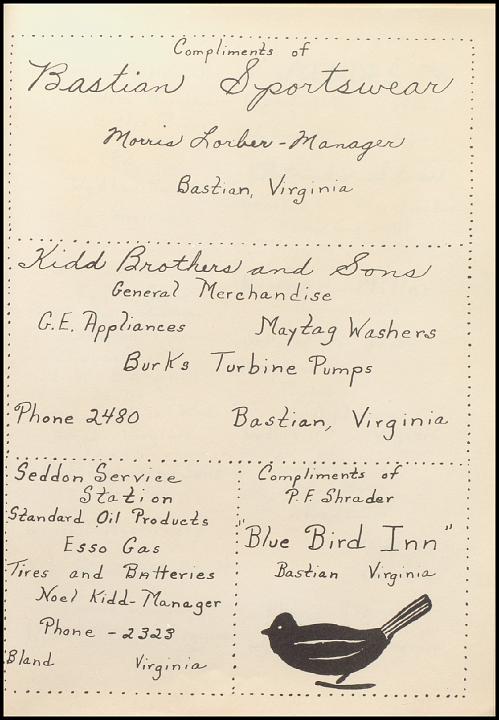 Compliments of
Bastian Sportswear
Morris Lorber - Manager
Bastian, Virginia
Kidd Brothers and Sons
General Merchandise
G.E. Appliances Maytag Washers
Burks Turbine Pumps
Phone 2480 Bastian, Virginia
Seddon Service
Station
Standard Oil Products
Esso Gas
Tires and Batteries
Noel Kidd-Manager
Phone - 2323
Bland Virginia
Compliments of
P.F. Shrader
"Blue Bird Inn"
Bastian Virginia